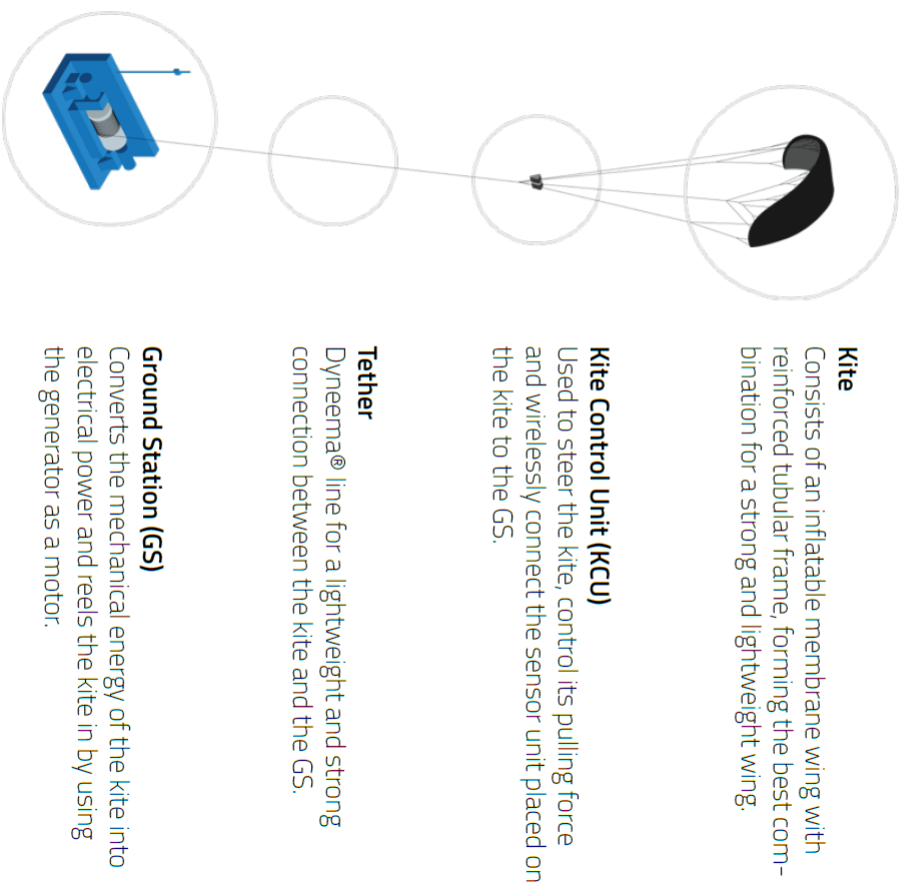 Kite
Consists of an inflatable membrane wing with
reinforced tubular frame, forming the best com-
bination for a strong and lightweight wing.
Kite Control Unit (KCU)
Used to steer the kite, control its pulling force
and wirelessly connect the sensor unit placed on
the kite to the GS.
Tether
Dyneema® line for a lightweight and strong
connection between the kite and the GS.
Ground Station (GS)
Converts the mechanical energy of the kite into
electrical power and reels the kite in by using
the generator as a motor.